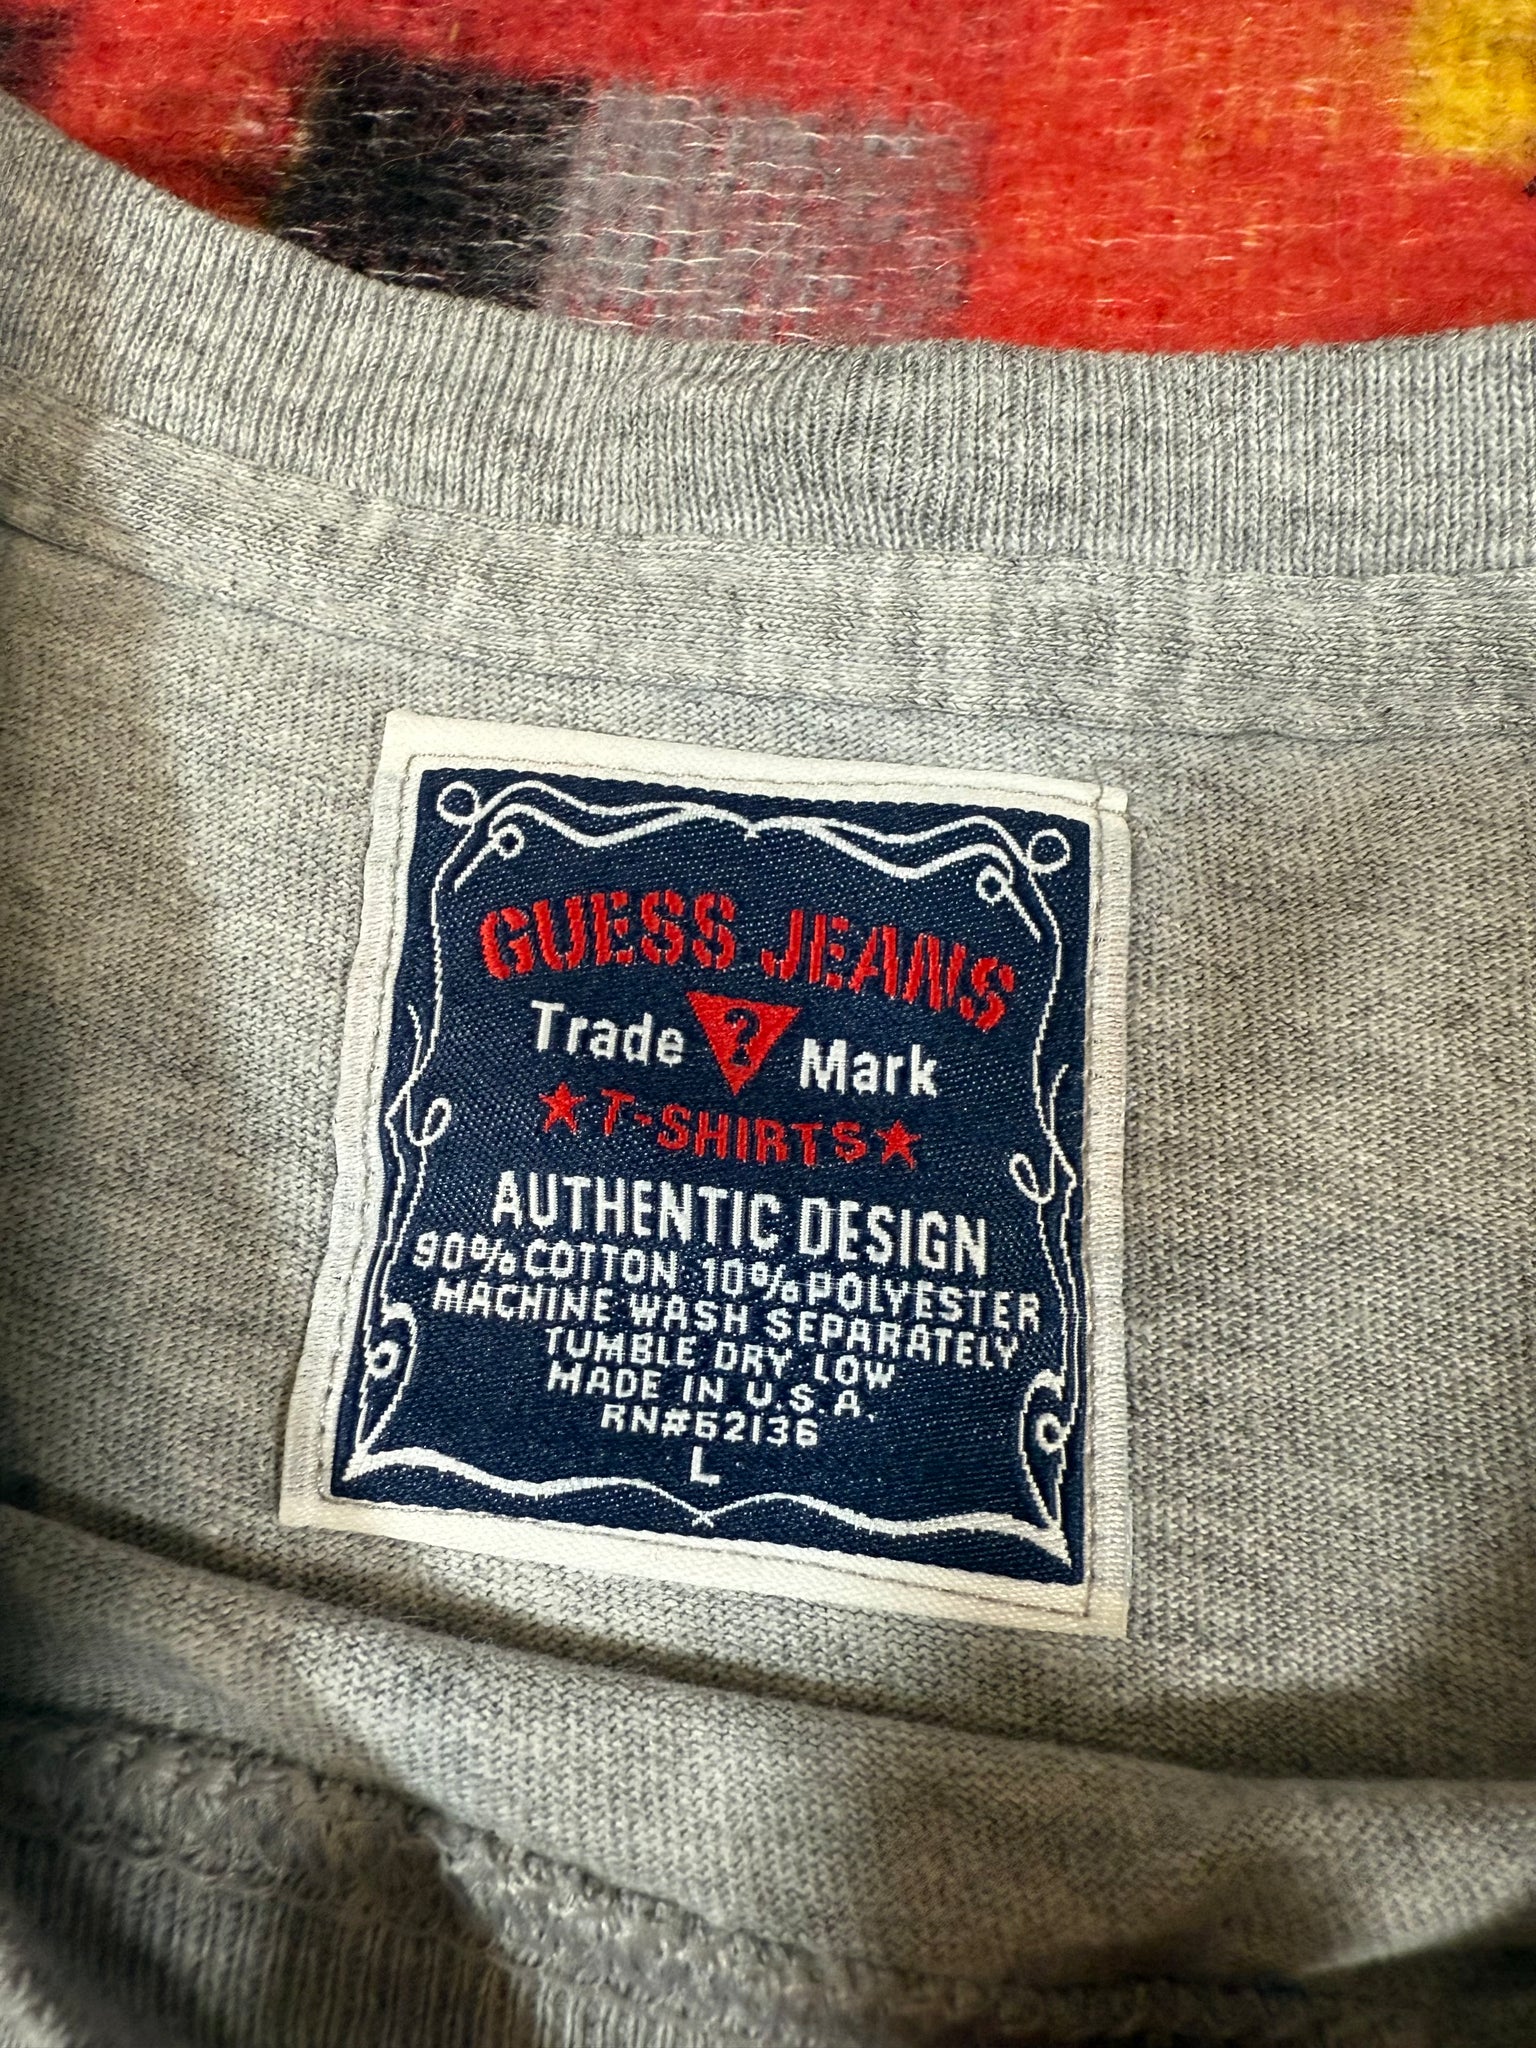 GUESS JEANS
Trade ? Mark
★T-SHIRTS★
AUTHENTIC DESIGN
90% COTTON 10% POLYESTER
MACHINE WASH SEPARATELY
TUMBLE DRY LOW
MADE IN U.S.A.
RN#62136
L